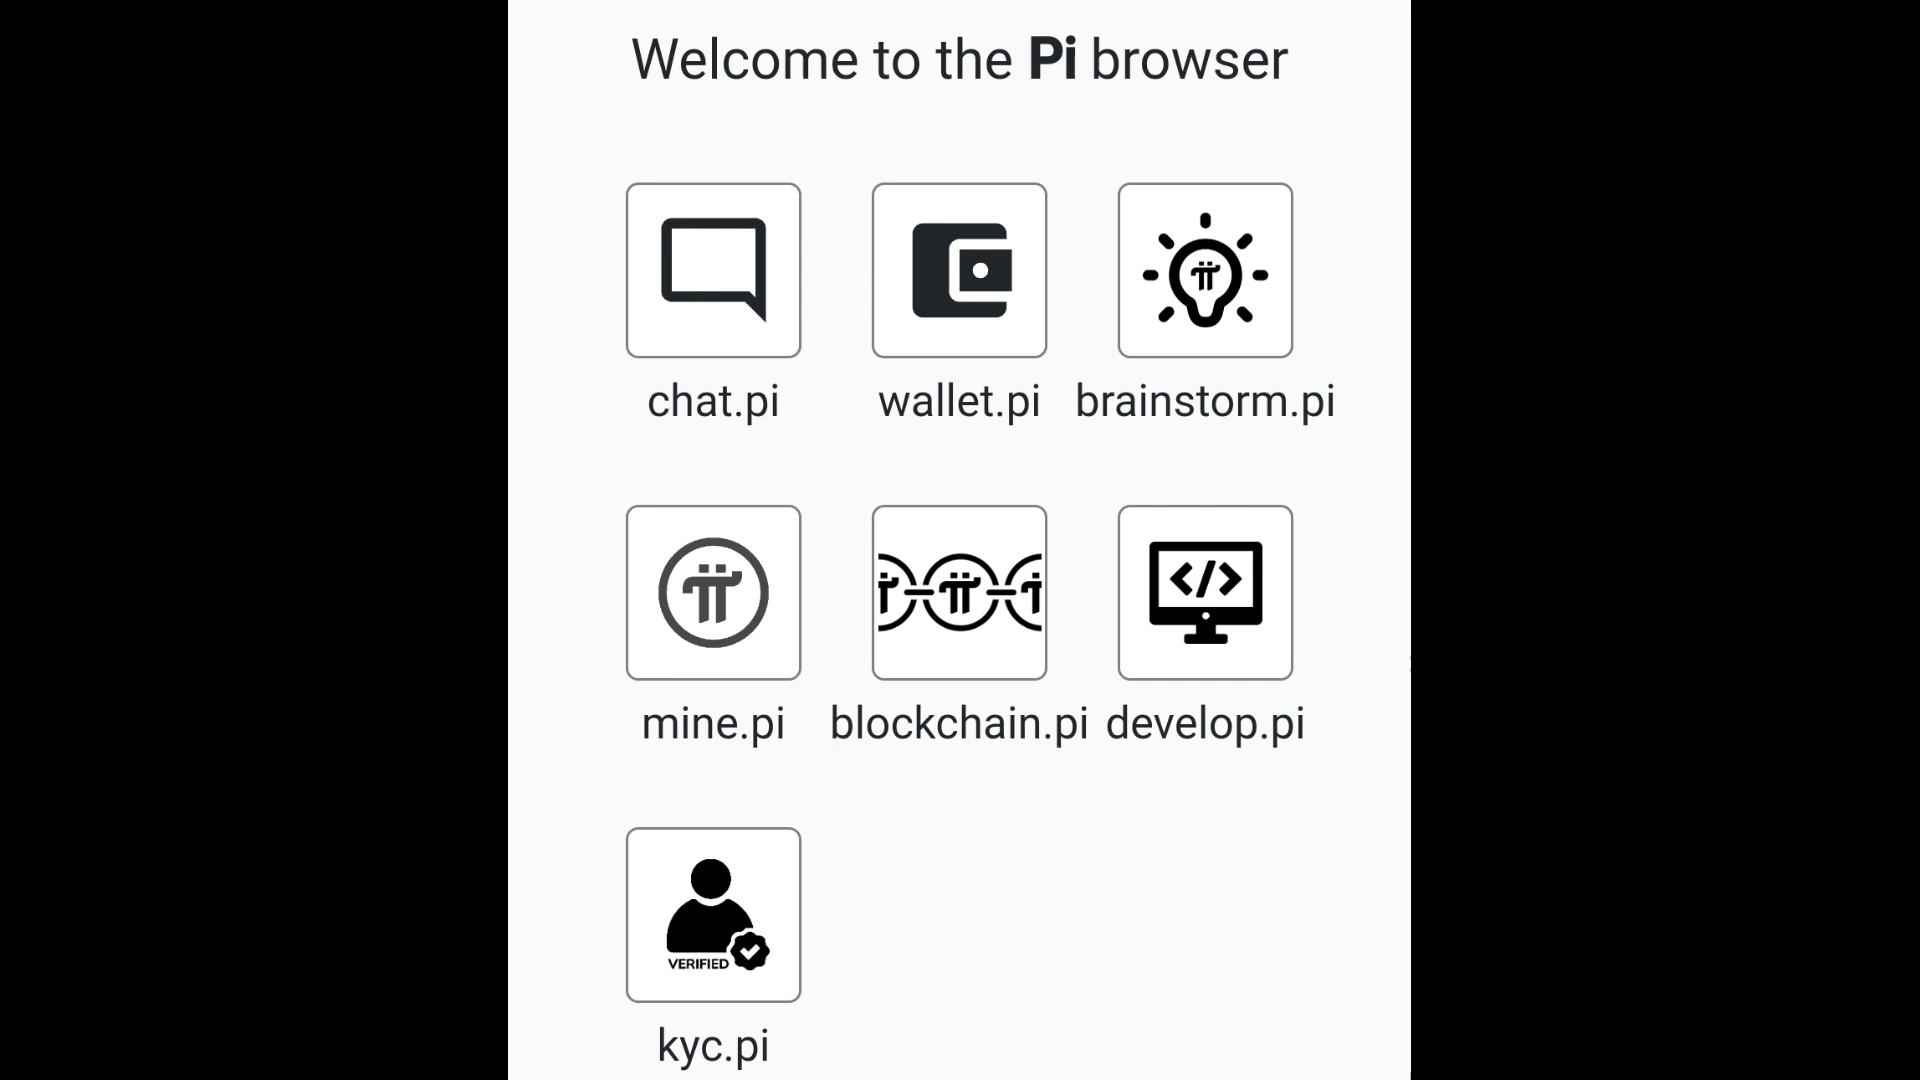 Welcome to the Pi browser
chat.pi
wallet.pi
brainstorm.pi
mine.pi
blockchain.pi
develop.pi
VERIFIED
kyc.pi